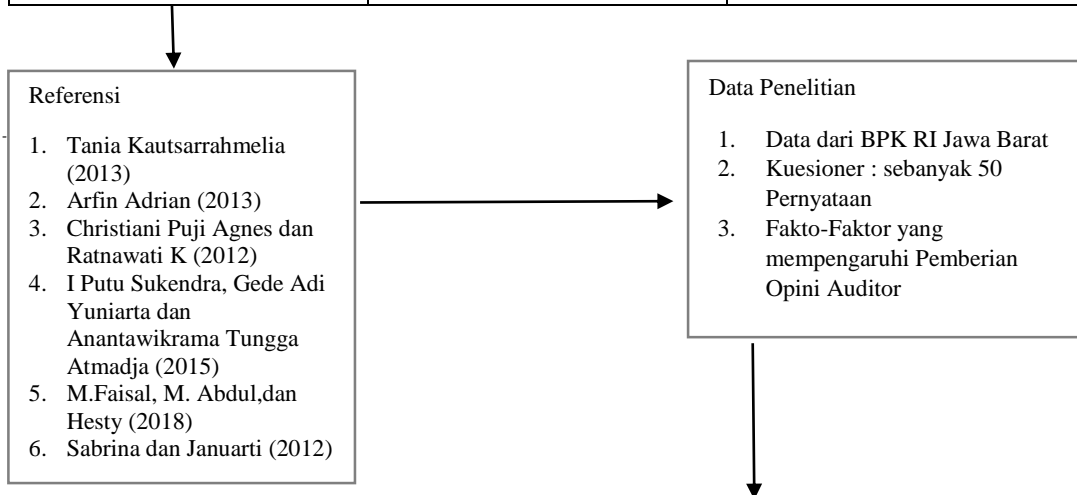 Referensi
1. Tania Kautsarrahmelia
(2013)
2. Arfin Adrian (2013)
3. Christiani Puji Agnes dan
Ratnawati K (2012)
4. I Putu Sukendra, Gede Adi
Yuniarta dan
Anantawikrama Tungga
Atmadja (2015)
5. M.Faisal, M. Abdul,dan
Hesty (2018)
6. Sabrina dan Januarti (2012)
Data Penelitian
1. Data dari BPK RI Jawa Barat
2. Kuesioner : sebanyak 50
Pernyataan
3. Fakto-Faktor yang
mempengaruhi Pemberian
Opini Auditor